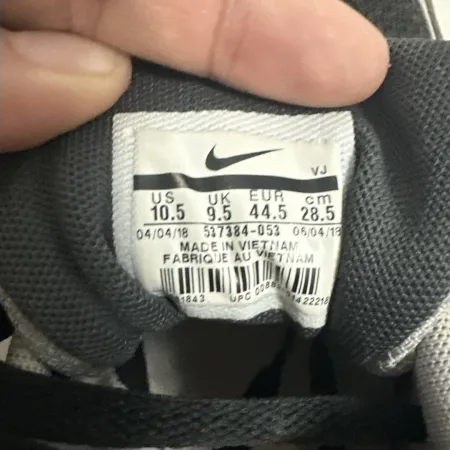 VJ
US UK EUR cm
10.5 9.5 44.5 28.5
04/04/18 537384-053 06/04/18
MADE IN VIETNAM
FABRIQUE AU VIETNAM
UPC